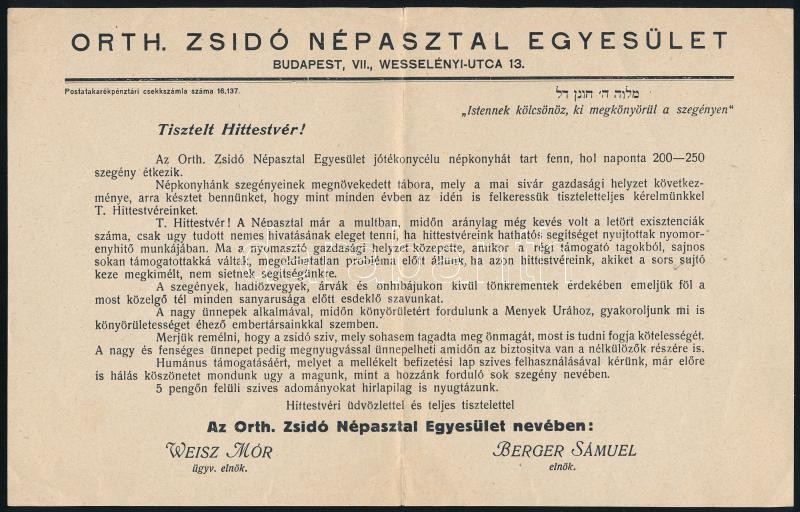 ORTH. ZSIDÓ NÉPASZTAL EGYESÜLET
BUDAPEST, VII., WESSELÉNYI-UTCA 13.
Postatakarékpénztári csekkszámla száma 16.137.
מלוה ה׳ חונן דל
„Istennek kölcsönöz, ki megkönyörül a szegényen“
Tisztelt Hittestvér!
Az Orth. Zsidó Népasztal Egyesület jótékonycélu népkonyhát tart fenn, hol naponta 200—250
szegény étkezik.
Népkonyhánk szegényeinek megnövekedett tábora, mely a mai sivár gazdasági helyzet következ-
ménye, arra késztet bennünket, hogy mint minden évben az idén is felkeressük tiszteletteljes kérelmünkkel
T. Hittestvéreinket.
T. Hittestvér! A Népasztal már a multban, midőn aránylag még kevés volt a letört exisztenciák
száma, csak ugy tudott nemes hivatásának eleget tenni, ha hittestvéreink hathatós segítséget nyujtottak nyomor-
enyhitő munkájában. Ma a nyomasztó gazdasági helyzet közepette, amikor a régi támogató tagokból, sajnos
sokan támogatottakká váltak, megoldhatatlan probléma előtt állunk, ha azon hittestvéreink, akiket a sors sujtó
keze megkimélt, nem sietnek segitségünkre.
A szegények, hadiözvegyek, árvák és önhibájukon kivül tönkrementek érdekében emeljük föl a
most közelgő tél minden sanyarusága előtt esdeklő szavunkat.
A nagy ünnepek alkalmával, midőn könyörületért fordulunk a Menyek Urához, gyakoroljunk mi is
könyörületességet éhező embertársainkkal szemben.
Merjük remélni, hogy a zsidó sziv, mely sohasem tagadta meg önmagát, most is tudni fogja kötelességét.
A nagy és fenséges ünnepet pedig megnyugvással ünnepelheti amidőn az biztositva van a nélkülözők részére is.
Humánus támogatásáért, melyet a mellékelt befizetési lap szives felhasználásával kérünk, már előre
is hálás köszönetet mondunk ugy a magunk, mint a hozzánk forduló sok szegény nevében.
5 pengőn felüli szives adományokat hirlapilag is nyugtázunk.
Hittestvéri üdvözlettel és teljes tisztelettel
Az Orth. Zsidó Népasztal Egyesület nevében:
WEISZ MÓR
BERGER SÁMUEL
ügyv. elnök.
elnök.